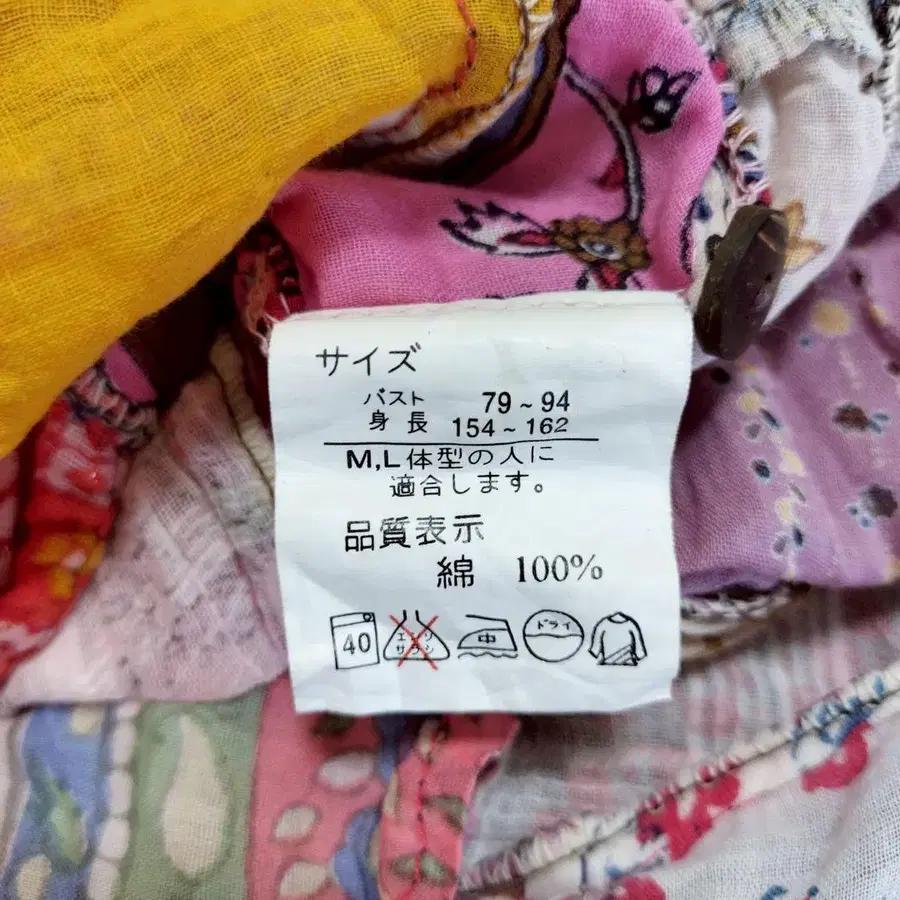 サイズ
バスト 79~94
身長 154~162
M,L体型の人に
適合します。
品質表示
綿 100%
40 エンソサラシ 中 ドライ